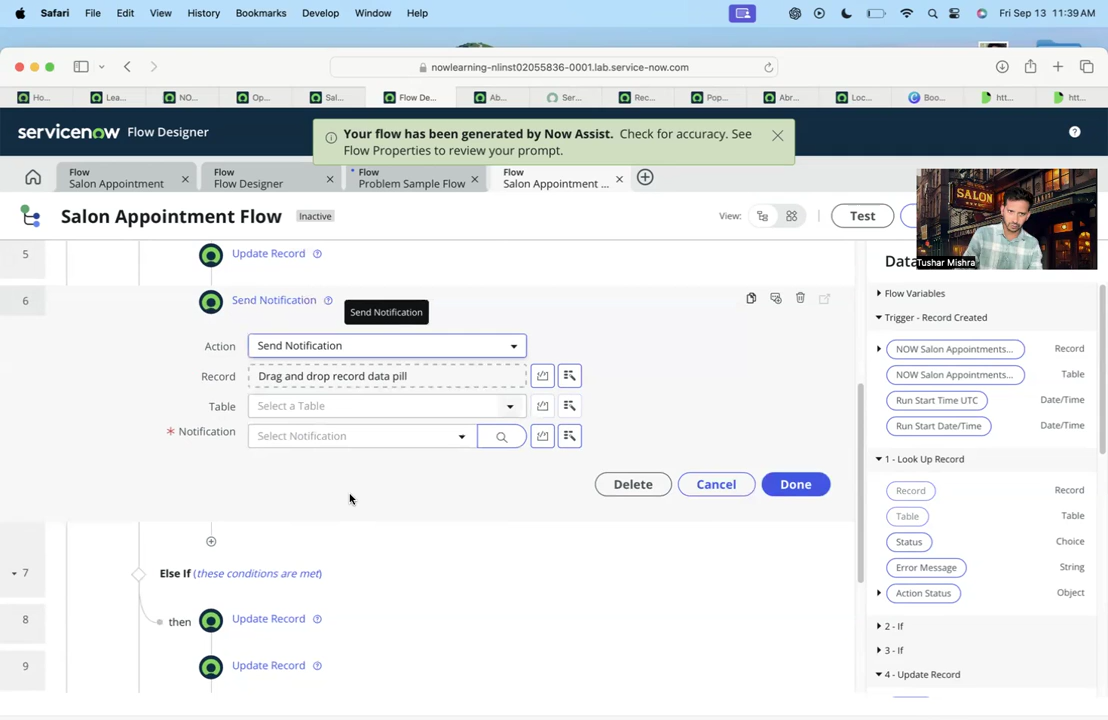 Safari File Edit View History Bookmarks Develop Window Help Fri Sep 13 11:39 AM
nowlearning-nlinst02055836-0001.lab.service-now.com
Ho... Lea... NO... Op... Sal... Flow De... Ab... Ser... Rec... Pop... Abr... Loc... Boo... htt... htt...
servicenow Flow Designer
Your flow has been generated by Now Assist. Check for accuracy. See
Flow Properties to review your prompt.
Flow
Salon Appointment
Flow
Flow Designer
Flow
Problem Sample Flow
Flow
Salon Appointment ...
Salon Appointment Flow Inactive View: Test
SALON
Tushar Mishra
5 Update Record
6 Send Notification
Send Notification
Action Send Notification
Record Drag and drop record data pill
Table Select a Table
* Notification Select Notification
Delete Cancel Done
7 Else If (these conditions are met)
8 then Update Record
9 Update Record
Data
Flow Variables
Trigger - Record Created
NOW Salon Appointments... Record
NOW Salon Appointments... Table
Run Start Time UTC Date/Time
Run Start Date/Time Date/Time
1 - Look Up Record
Record Record
Table Table
Status Choice
Error Message String
Action Status Object
2 - If
3 - If
4 - Update Record